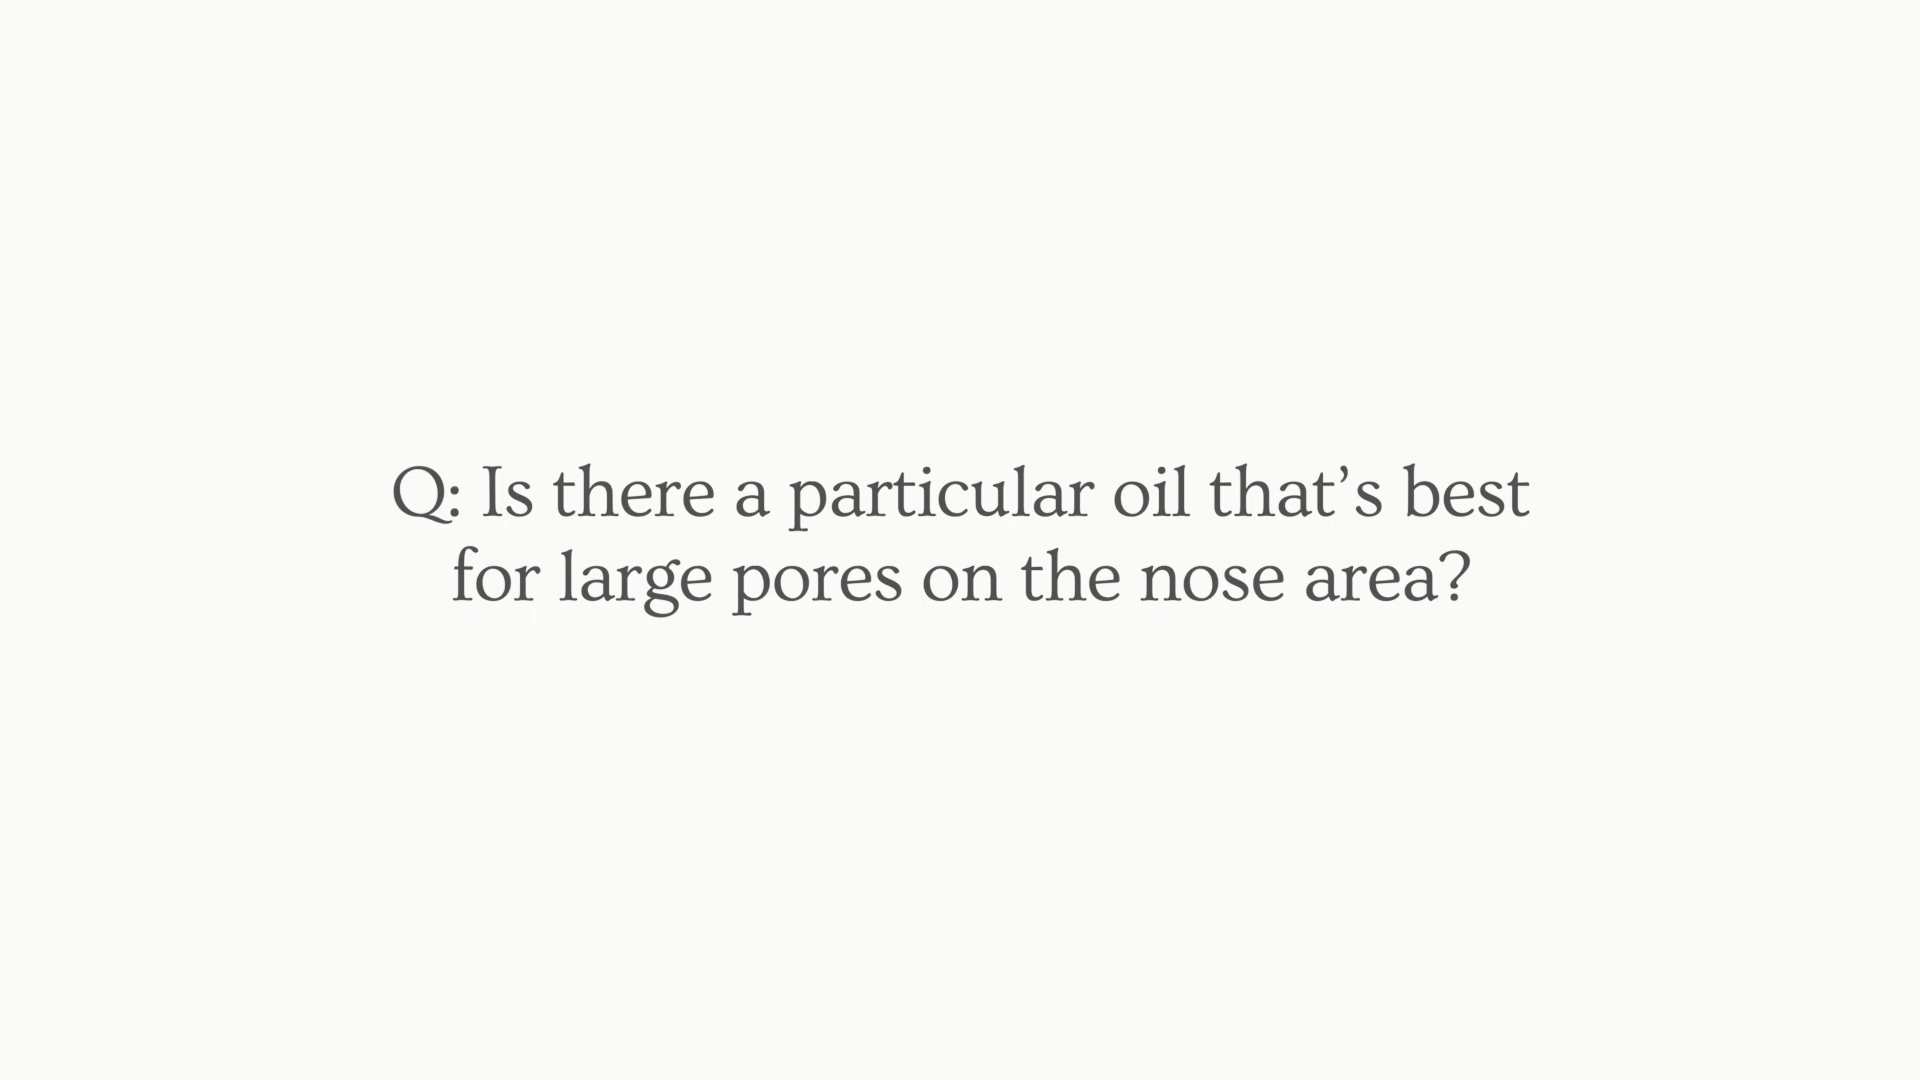 Q: Is there a particular oil that’s best
for large pores on the nose area?